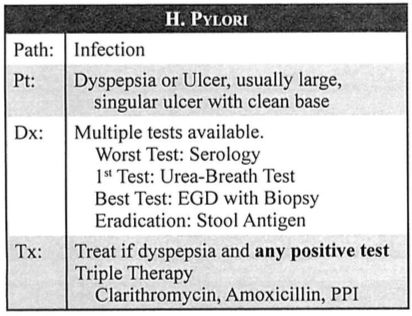 H. PYLORI
Path: Infection
Pt: Dyspepsia or Ulcer, usually large,
singular ulcer with clean base
Dx: Multiple tests available.
Worst Test: Serology
1st Test: Urea-Breath Test
Best Test: EGD with Biopsy
Eradication: Stool Antigen
Tx: Treat if dyspepsia and any positive test
Triple Therapy
Clarithromycin, Amoxicillin, PPI